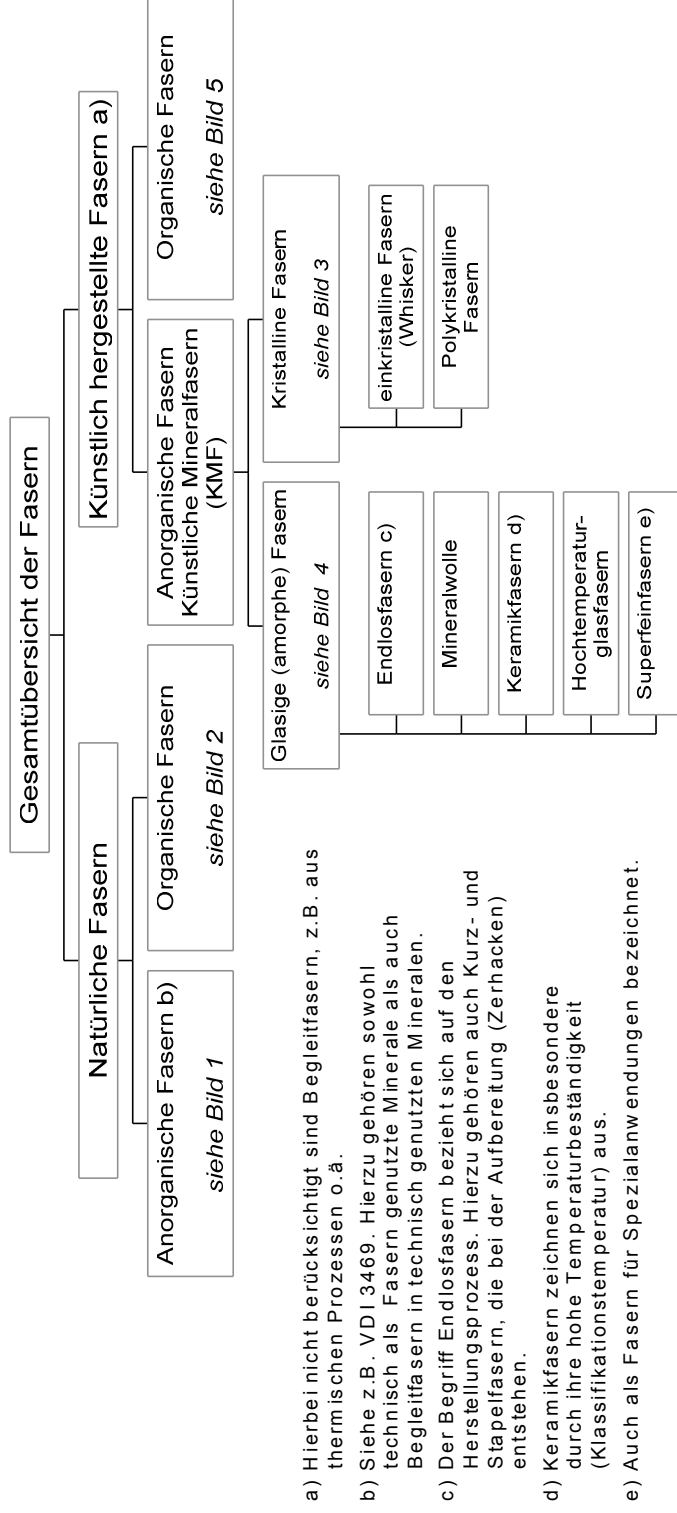 Gesamtübersicht der Fasern
Natürliche Fasern
Künstlich hergestellte Fasern a)
Anorganische Fasern b)
siehe Bild 1
Organische Fasern
siehe Bild 2
Anorganische Fasern
Künstliche Mineralfasern
(KMF)
Organische Fasern
siehe Bild 5
Glasige (amorphe) Fasern
siehe Bild 4
Kristalline Fasern
siehe Bild 3
Endlosfasern c)
Mineralwolle
Keramikfasern d)
Hochtemperatur-
glasfasern
Superfeinfasern e)
einkristalline Fasern
(Whisker)
Polykristalline
Fasern
a) Hierbei nicht berücksichtigt sind Begleitfasern, z.B. aus
thermischen Prozessen o.ä.
b) Siehe z.B. VDI 3469. Hierzu gehören sowohl
technisch als Fasern genutzte Minerale als auch
Begleitfasern in technisch genutzten Mineralen.
c) Der Begriff Endlosfasern bezieht sich auf den
Herstellungsprozess. Hierzu gehören auch Kurz- und
Stapelfasern, die bei der Aufbereitung (Zerhacken)
entstehen.
d) Keramikfasern zeichnen sich insbesondere
durch ihre hohe Temperaturbeständigkeit
(Klassifikationstemperatur) aus.
e) Auch als Fasern für Spezialanwendungen bezeichnet.